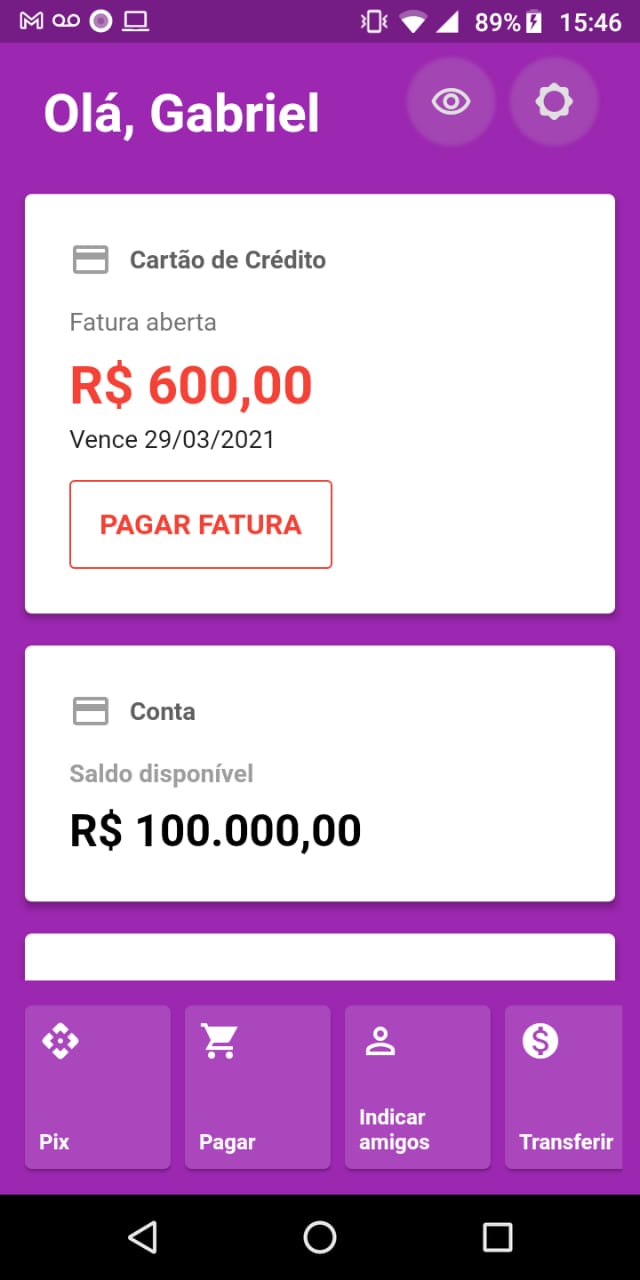 89% 15:46
Olá, Gabriel
Cartão de Crédito
Fatura aberta
R$ 600,00
Vence 29/03/2021
PAGAR FATURA
Conta
Saldo disponível
R$ 100.000,00
Pix
Pagar
Indicar
amigos
Transferir